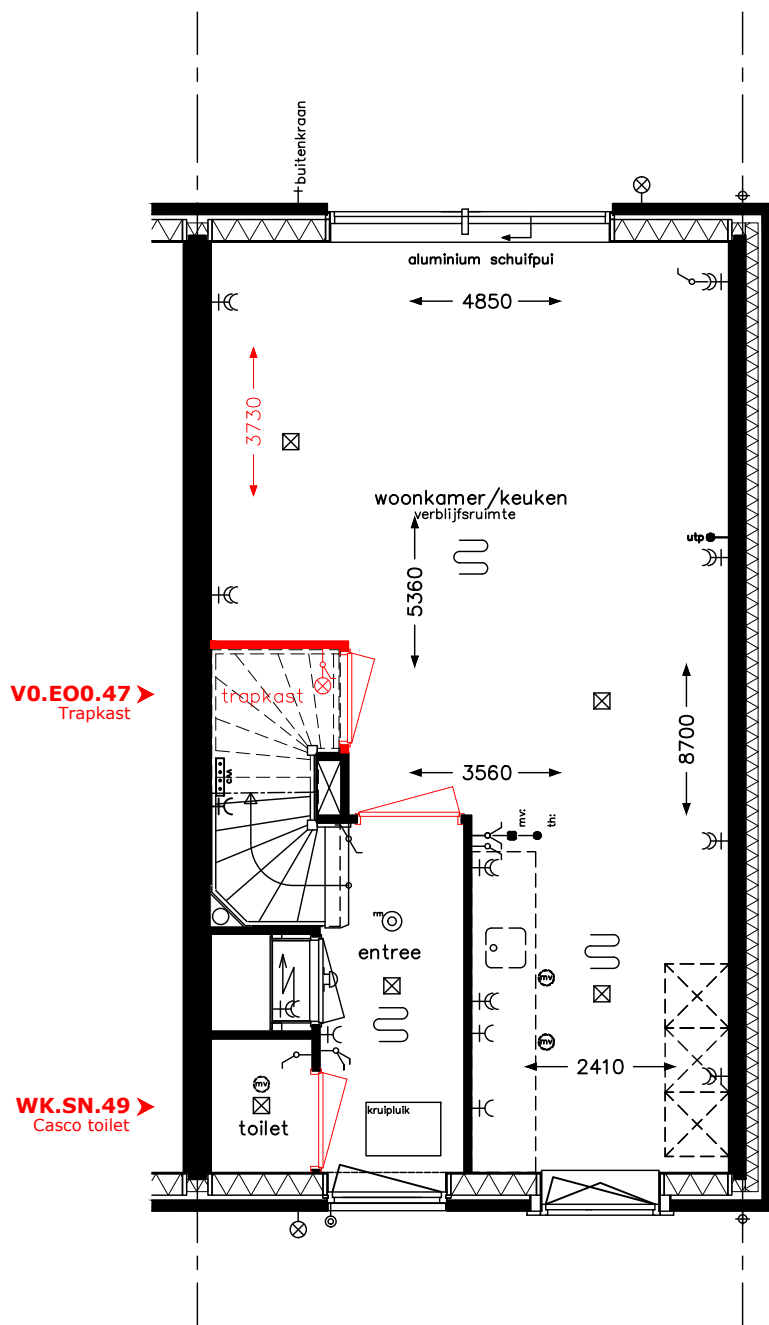 buitenkraan
aluminium schuifpui
4850
3730
woonkamer/keuken
verblijfsruimte
utp
5360
V0.EO0.47
Trapkast
trapkast
8700
3560
mv:
th:
rm
entree
mv
mv
2410
WK.SN.49
Casco toilet
mv
toilet
kruipluik